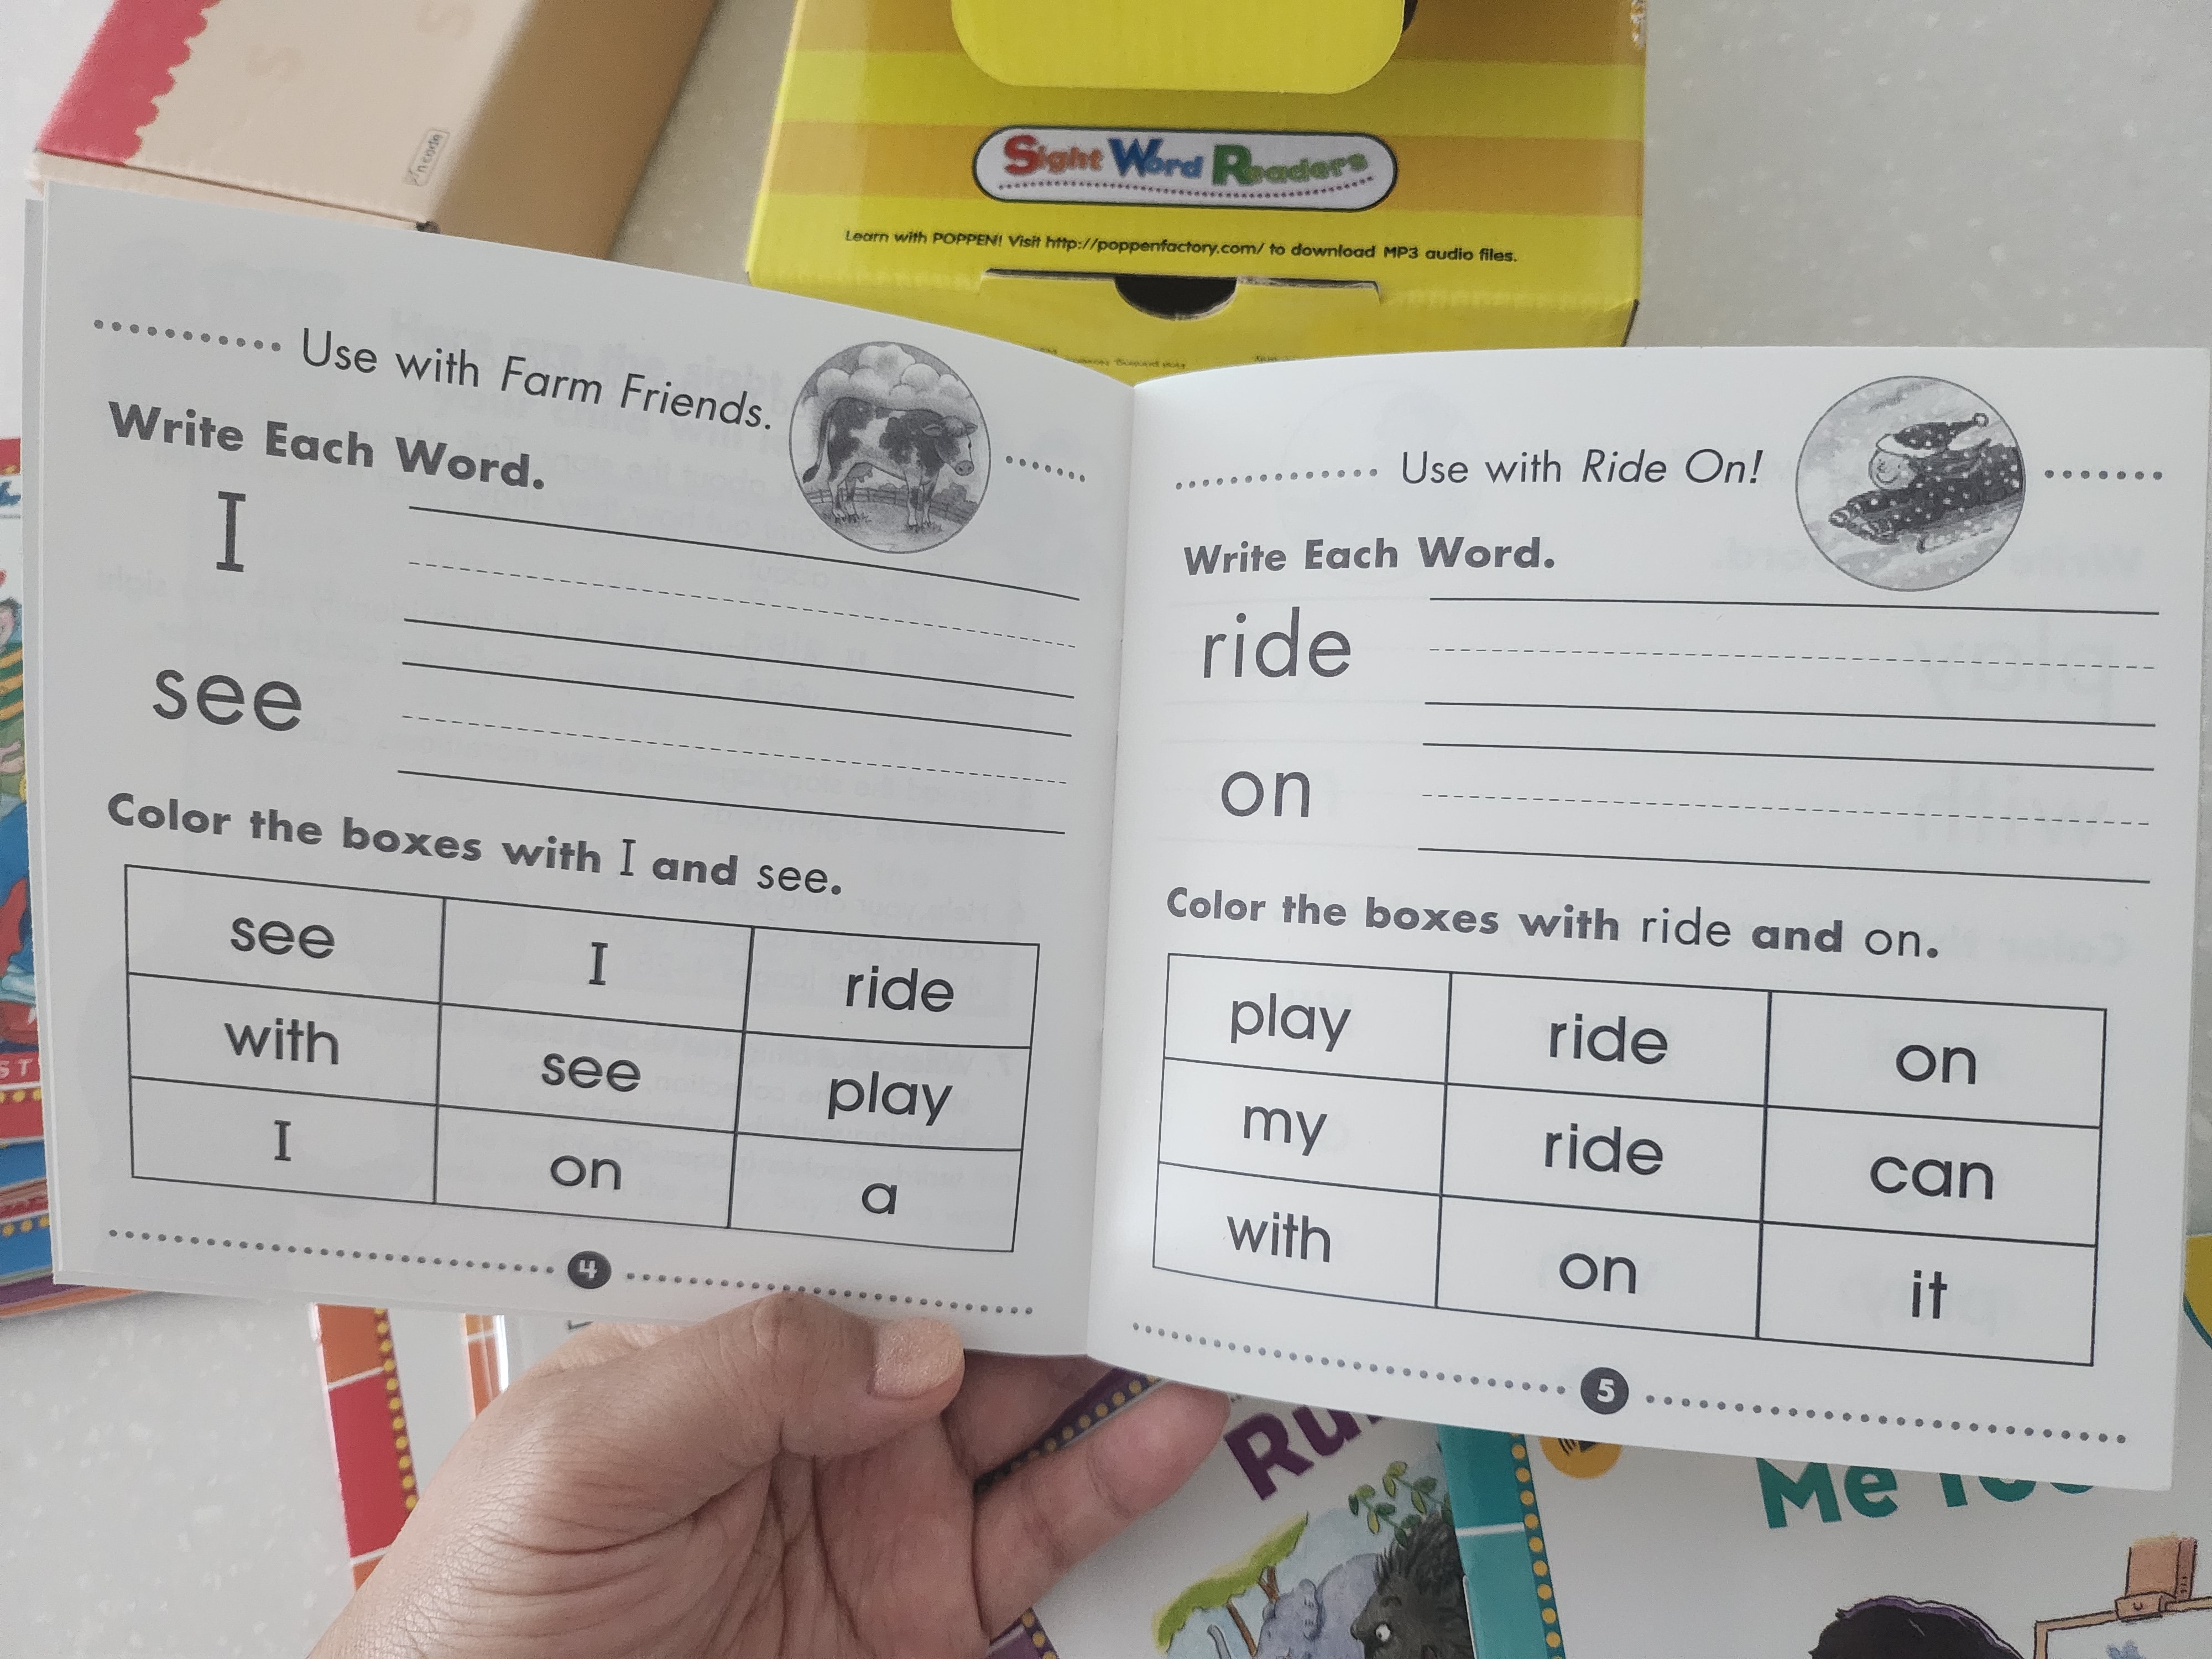 n code
Sight Word Readers
Learn with POPPEN! Visit http://poppenfactory.com/ to download MP3 audio files.
Use with Farm Friends.
Write Each Word.
I
see
Color the boxes with I and see.
see I ride
with see play
I on a
4
Use with Ride On!
Write Each Word.
ride
on
Color the boxes with ride and on.
play ride on
my ride can
with on it
5
Me Too